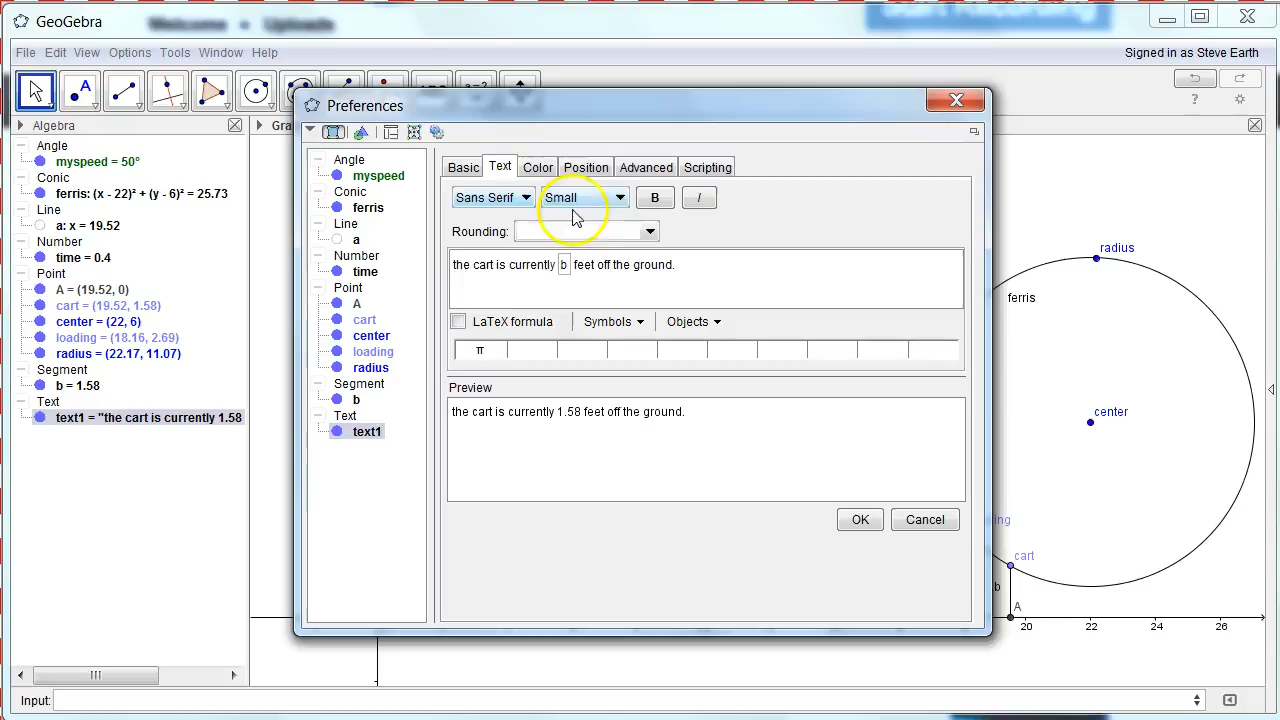 GeoGebra
Welcome Uploads
File Edit View Options Tools Window Help
Signed in as Steve Earth
Algebra
Gra
Angle
myspeed = 50°
Conic
ferris: (x - 22)² + (y - 6)² = 25.73
Line
a: x = 19.52
Number
time = 0.4
Point
A = (19.52, 0)
cart = (19.52, 1.58)
center = (22, 6)
loading = (18.16, 2.69)
radius = (22.17, 11.07)
Segment
b = 1.58
Text
text1 = "the cart is currently 1.58
Preferences
Angle
myspeed
Conic
ferris
Line
a
Number
time
Point
A
cart
center
loading
radius
Segment
b
Text
text1
Basic Text Color Position Advanced Scripting
Sans Serif Small B I
Rounding:
the cart is currently b feet off the ground.
LaTeX formula Symbols Objects
π
Preview
the cart is currently 1.58 feet off the ground.
OK Cancel
radius
ferris
center
ing
cart
b
A
20 22 24 26
Input: